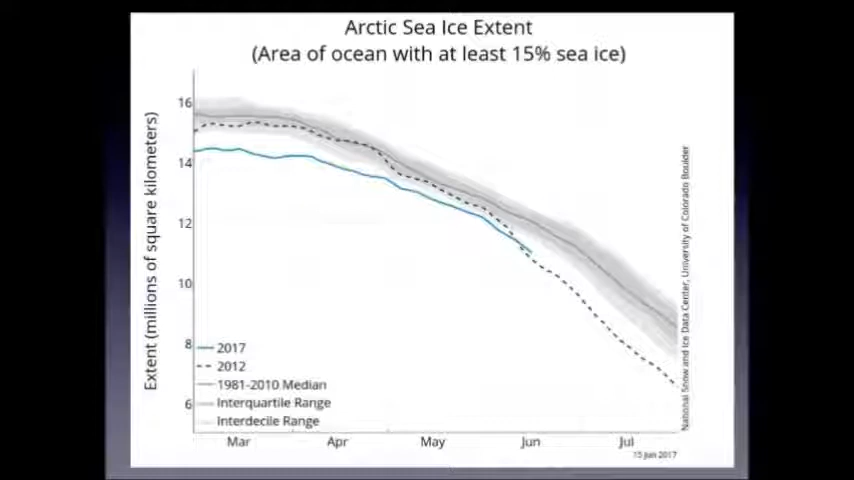 Arctic Sea Ice Extent
(Area of ocean with at least 15% sea ice)
Extent (millions of square kilometers)
16
14
12
10
8
6
2017
2012
1981-2010 Median
Interquartile Range
Interdecile Range
Mar Apr May Jun Jul
15 Jun 2017
National Snow and Ice Data Center, University of Colorado Boulder